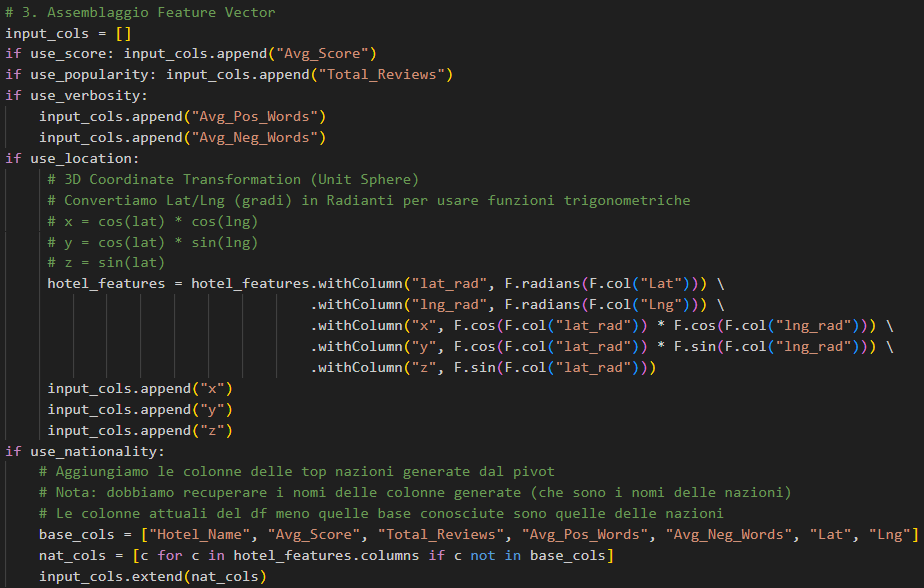 # 3. Assemblaggio Feature Vector
input_cols = []
if use_score: input_cols.append("Avg_Score")
if use_popularity: input_cols.append("Total_Reviews")
if use_verbosity:
    input_cols.append("Avg_Pos_Words")
    input_cols.append("Avg_Neg_Words")
if use_location:
     # 3D Coordinate Transformation (Unit Sphere)
     # Convertiamo Lat/Lng (gradi) in Radianti per usare funzioni trigonometriche
     # x = cos(lat) * cos(lng)
     # y = cos(lat) * sin(lng)
     # z = sin(lat)
     hotel_features = hotel_features.withColumn("lat_rad", F.radians(F.col("Lat"))) \
                                    .withColumn("lng_rad", F.radians(F.col("Lng"))) \
                                    .withColumn("x", F.cos(F.col("lat_rad")) * F.cos(F.col("lng_rad"))) \
                                    .withColumn("y", F.cos(F.col("lat_rad")) * F.sin(F.col("lng_rad"))) \
                                    .withColumn("z", F.sin(F.col("lat_rad")))
     input_cols.append("x")
     input_cols.append("y")
     input_cols.append("z")
if use_nationality:
    # Aggiungiamo le colonne delle top nazioni generate dal pivot
    # Nota: dobbiamo recuperare i nomi delle colonne generate (che sono i nomi delle nazioni)
    # Le colonne attuali del df meno quelle base conosciute sono quelle delle nazioni
    base_cols = ["Hotel_Name", "Avg_Score", "Total_Reviews", "Avg_Pos_Words", "Avg_Neg_Words", "Lat", "Lng"]
    nat_cols = [c for c in hotel_features.columns if c not in base_cols]
    input_cols.extend(nat_cols)